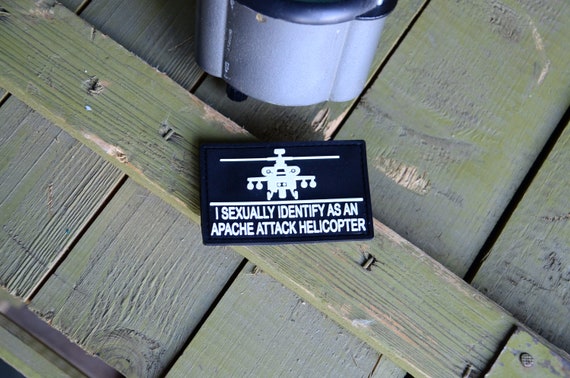 I SEXUALLY IDENTIFY AS AN
APACHE ATTACK HELICOPTER